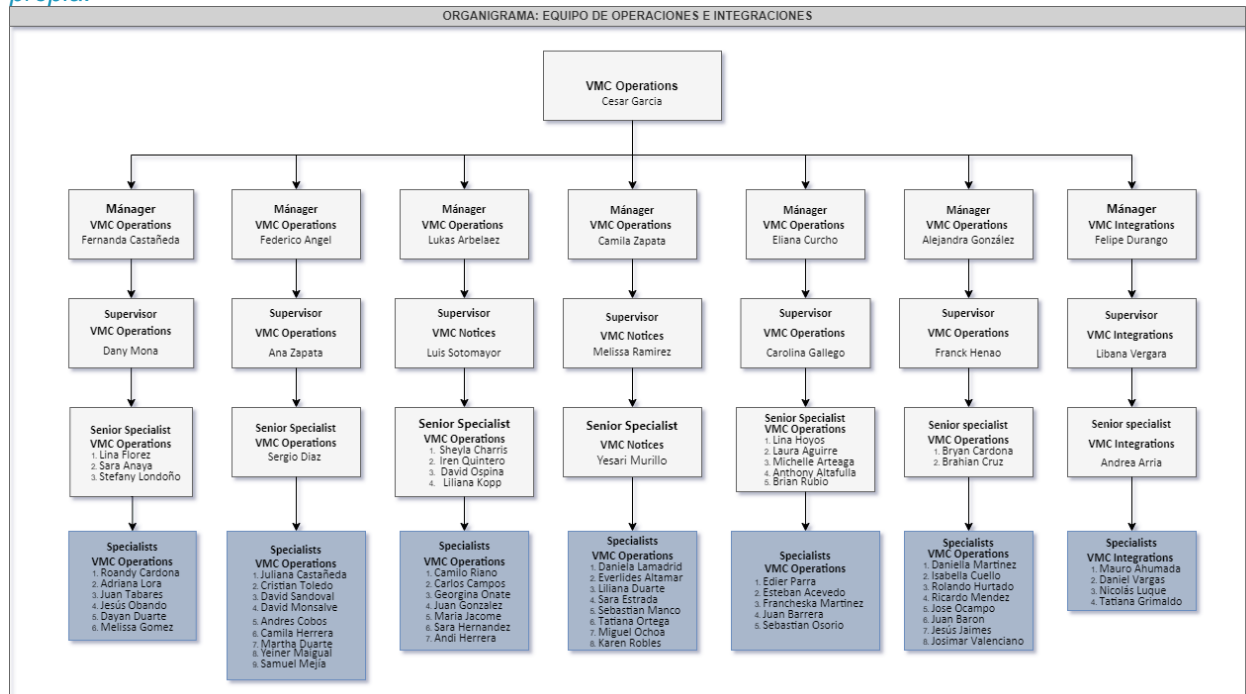 propia.
ORGANIGRAMA: EQUIPO DE OPERACIONES E INTEGRACIONES
VMC Operations
Cesar Garcia
Mánager
VMC Operations
Fernanda Castañeda
Mánager
VMC Operations
Federico Angel
Mánager
VMC Operations
Lukas Arbelaez
Mánager
VMC Operations
Camila Zapata
Mánager
VMC Operations
Eliana Curcho
Mánager
VMC Operations
Alejandra González
Mánager
VMC Integrations
Felipe Durango
Supervisor
VMC Operations
Dany Mona
Supervisor
VMC Operations
Ana Zapata
Supervisor
VMC Notices
Luis Sotomayor
Supervisor
VMC Notices
Melissa Ramirez
Supervisor
VMC Operations
Carolina Gallego
Supervisor
VMC Operations
Franck Henao
Supervisor
VMC Integrations
Libana Vergara
Senior Specialist
VMC Operations
1. Lina Florez
2. Sara Anaya
3. Stefany Londoño
Senior Specialist
VMC Operations
Sergio Diaz
Senior Specialist
VMC Operations
1. Sheyla Charris
2. Iren Quintero
3. David Ospina
4. Liliana Kopp
Senior Specialist
VMC Notices
Yesari Murillo
Senior Specialist
VMC Operations
1. Lina Hoyos
2. Laura Aguirre
3. Michelle Arteaga
4. Anthony Altafulla
5. Brian Rubio
Senior specialist
VMC Operations
1. Bryan Cardona
2. Brahian Cruz
Senior specialist
VMC Integrations
Andrea Arria
Specialists
VMC Operations
1. Roandy Cardona
2. Adriana Lora
3. Juan Tabares
4. Jesús Obando
5. Dayan Duarte
6. Melissa Gomez
Specialists
VMC Operations
1. Juliana Castañeda
2. Cristian Toledo
3. David Sandoval
4. David Monsalve
5. Andres Cobos
6. Camila Herrera
7. Martha Duarte
8. Yeiner Maigual
9. Samuel Mejía
Specialists
VMC Operations
1. Camilo Riano
2. Carlos Campos
3. Georgina Onate
4. Juan Gonzalez
5. Maria Jacome
6. Sara Hernandez
7. Andi Herrera
Specialists
VMC Operations
1. Daniela Lamadrid
2. Everlides Altamar
3. Liliana Duarte
4. Sara Estrada
5. Sebastian Manco
6. Tatiana Ortega
7. Miguel Ochoa
8. Karen Robles
Specialists
VMC Operations
1. Edier Parra
2. Esteban Acevedo
3. Francheska Martinez
4. Juan Barrera
5. Sebastian Osorio
Specialists
VMC Operations
1. Daniella Martinez
2. Isabella Cuello
3. Rolando Hurtado
4. Ricardo Mendez
5. Jose Ocampo
6. Juan Baron
7. Jesús Jaimes
8. Josimar Valenciano
Specialists
VMC Integrations
1. Mauro Ahumada
2. Daniel Vargas
3. Nicolás Luque
4. Tatiana Grimaldo